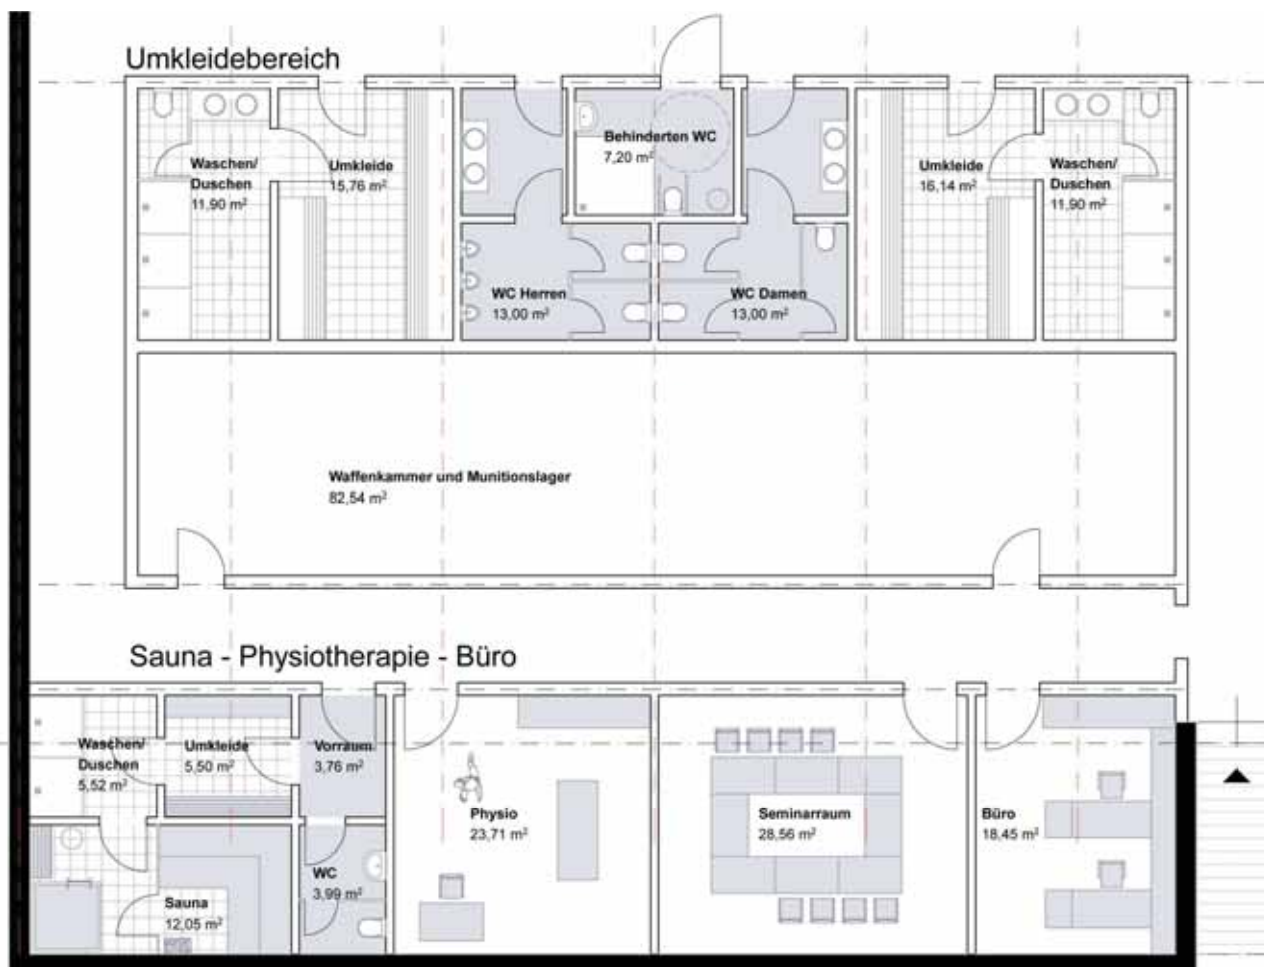 Umkleidebereich
Waschen/
Duschen
11,90 m²
Umkleide
15,76 m²
Behinderten WC
7,20 m²
Umkleide
16,14 m²
Waschen/
Duschen
11,90 m²
WC Herren
13,00 m²
WC Damen
13,00 m²
Waffenkammer und Munitionslager
82,54 m²
Sauna - Physiotherapie - Büro
Waschen/
Duschen
5,52 m²
Umkleide
5,50 m²
Vorraum
3,76 m²
Physio
23,71 m²
Seminarraum
28,56 m²
Büro
18,45 m²
WC
3,99 m²
Sauna
12,05 m²